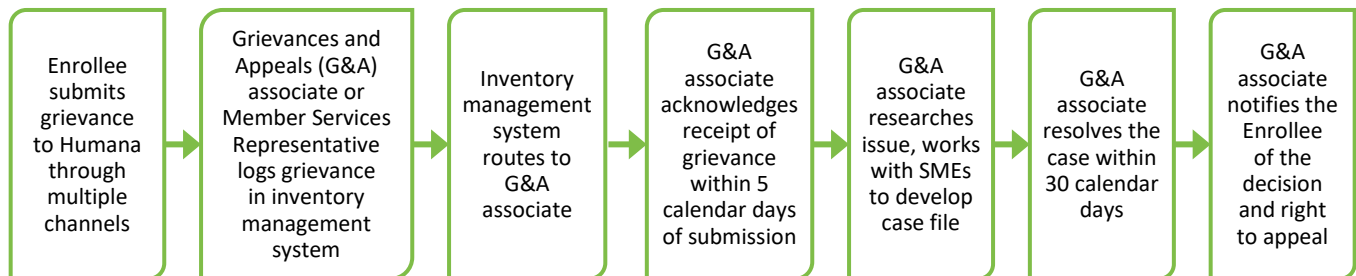 Enrollee
submits
grievance
to Humana
through
multiple
channels
Grievances and
Appeals (G&A)
associate or
Member Services
Representative
logs grievance
in inventory
management
system
Inventory
management
system
routes to
G&A
associate
G&A
associate
acknowledges
receipt of
grievance
within 5
calendar days
of submission
G&A
associate
researches
issue, works
with SMEs
to develop
case file
G&A
associate
resolves the
case within
30 calendar
days
G&A
associate
notifies the
Enrollee
of the
decision
and right
to appeal